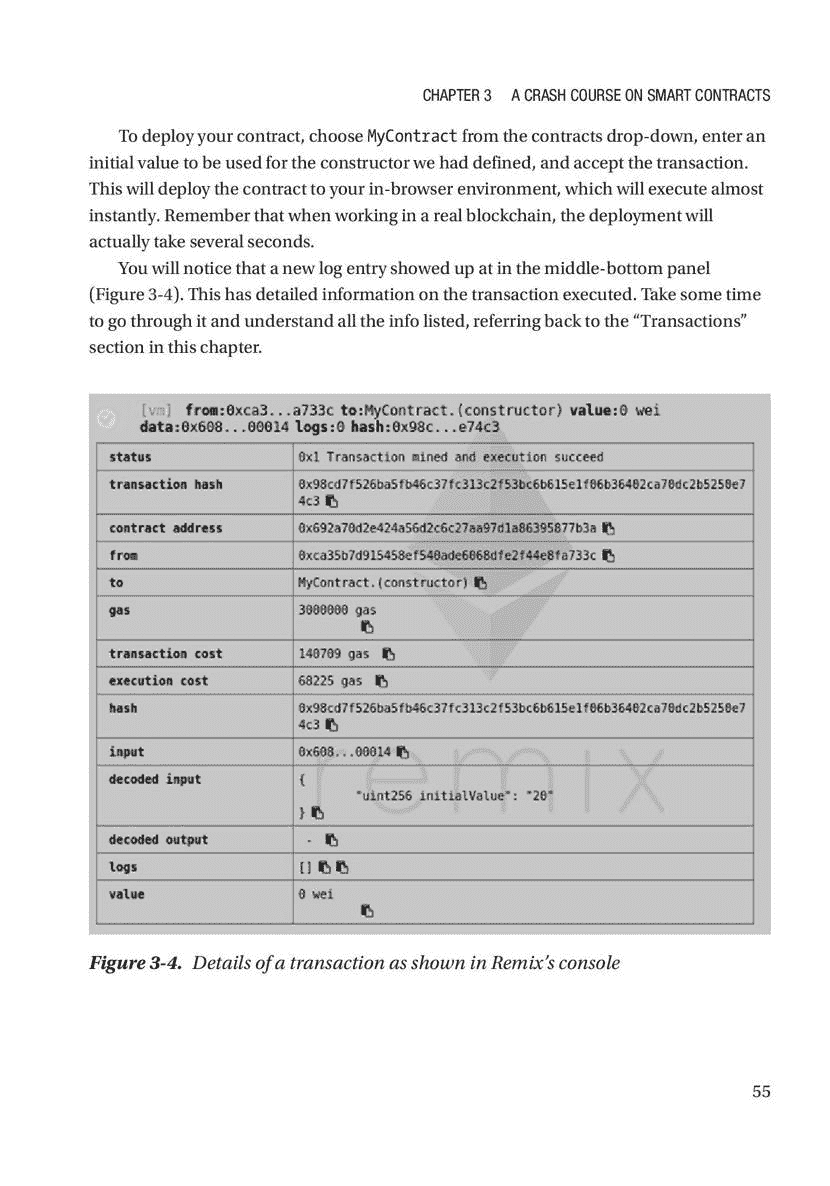 CHAPTER 3 A CRASH COURSE ON SMART CONTRACTS
To deploy your contract, choose MyContract from the contracts drop-down, enter an
initial value to be used for the constructor we had defined, and accept the transaction.
This will deploy the contract to your in-browser environment, which will execute almost
instantly. Remember that when working in a real blockchain, the deployment will
actually take several seconds.
You will notice that a new log entry showed up at in the middle-bottom panel
(Figure 3-4). This has detailed information on the transaction executed. Take some time
to go through it and understand all the info listed, referring back to the “Transactions”
section in this chapter.
[vm] from:0xca3...a733c to:MyContract.(constructor) value:0 wei
data:0x608...00014 logs:0 hash:0x98c...e74c3
status 0x1 Transaction mined and execution succeed
transaction hash 0x98cd7f526ba5fb46c37fc313c2f53bc6b615e1f06b36402ca70dc2b5250e7
4c3
contract address 0x692a70d2e424a56d2c6c27aa97d1a86395877b3a
from 0xca35b7d915458ef540ade6068dfe2f44e8fa733c
to MyContract.(constructor)
gas 3000000 gas
transaction cost 140709 gas
execution cost 68225 gas
hash 0x98cd7f526ba5fb46c37fc313c2f53bc6b615e1f06b36402ca70dc2b5250e7
4c3
input 0x608...00014
decoded input {
"uint256 initialValue": "20"
}
decoded output -
logs []
value 0 wei
remix
Figure 3-4. Details of a transaction as shown in Remix’s console
55